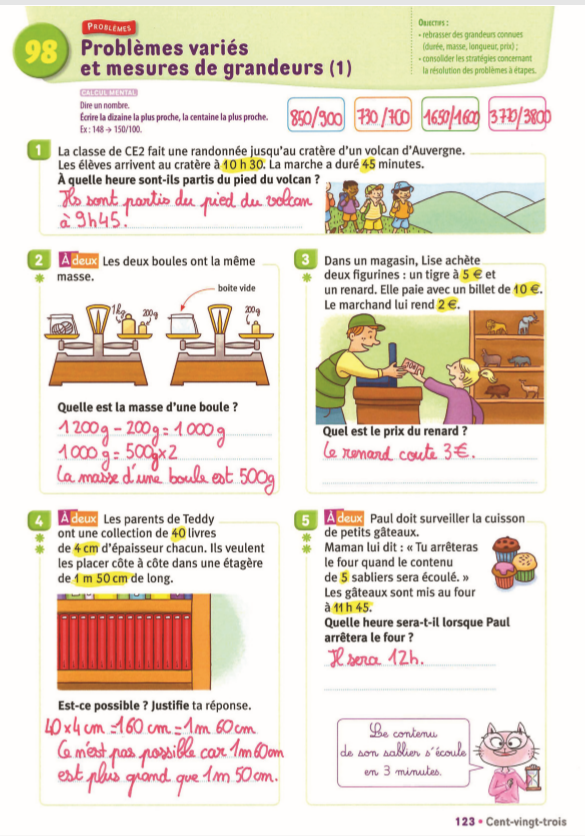 PROBLÈMES
98
Problèmes variés
et mesures de grandeurs (1)
OBJECTIFS :
• rebrasser des grandeurs connues
(durée, masse, longueur, prix) ;
• consolider les stratégies concernant
la résolution des problèmes à étapes.
CALCUL MENTAL
Dire un nombre.
Écrire la dizaine la plus proche, la centaine la plus proche.
Ex : 148 → 150/100.
850/900 730/700 1650/1600 3770/3800
1 La classe de CE2 fait une randonnée jusqu'au cratère d'un volcan d'Auvergne.
Les élèves arrivent au cratère à 10 h 30. La marche a duré 45 minutes.
À quelle heure sont-ils partis du pied du volcan ?
Ils sont partis du pied du volcan
à 9h45.
2 À deux Les deux boules ont la même
masse.
boite vide
1kg 200g 200g
Quelle est la masse d'une boule ?
1200g - 200g = 1000g
1000g = 500g x 2
La masse d'une boule est 500g
3 Dans un magasin, Lise achète
deux figurines : un tigre à 5 € et
un renard. Elle paie avec un billet de 10 €.
Le marchand lui rend 2 €.
Quel est le prix du renard ?
Le renard coute 3€.
4 À deux Les parents de Teddy
ont une collection de 40 livres
de 4 cm d'épaisseur chacun. Ils veulent
les placer côte à côte dans une étagère
de 1 m 50 cm de long.
Est-ce possible ? Justifie ta réponse.
40 x 4 cm = 160 cm = 1m 60cm
Ce n'est pas possible car 1m60cm
est plus grand que 1m 50cm.
5 À deux Paul doit surveiller la cuisson
de petits gâteaux.
Maman lui dit : « Tu arrêteras
le four quand le contenu
de 5 sabliers sera écoulé. »
Les gâteaux sont mis au four
à 11 h 45.
Quelle heure sera-t-il lorsque Paul
arrêtera le four ?
Il sera 12h.
Le contenu
de son sablier s'écoule
en 3 minutes.
123 • Cent-vingt-trois